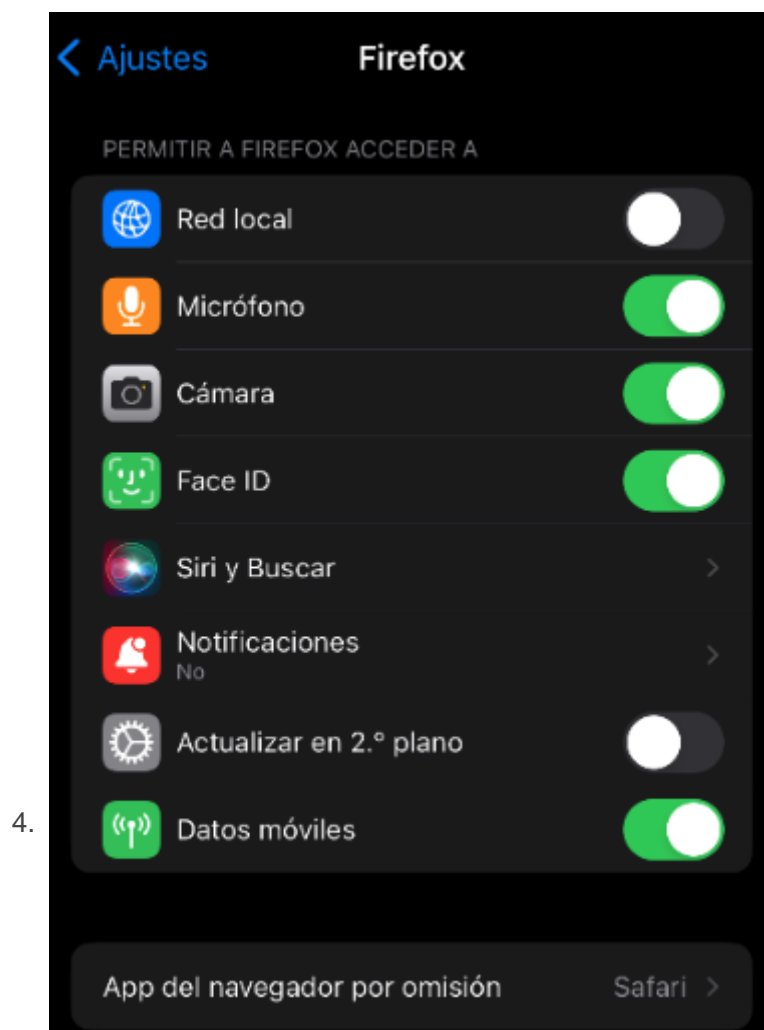 Ajustes Firefox
PERMITIR A FIREFOX ACCEDER A
Red local
Micrófono
Cámara
Face ID
Siri y Buscar
Notificaciones
No
Actualizar en 2.º plano
4. Datos móviles
App del navegador por omisión Safari